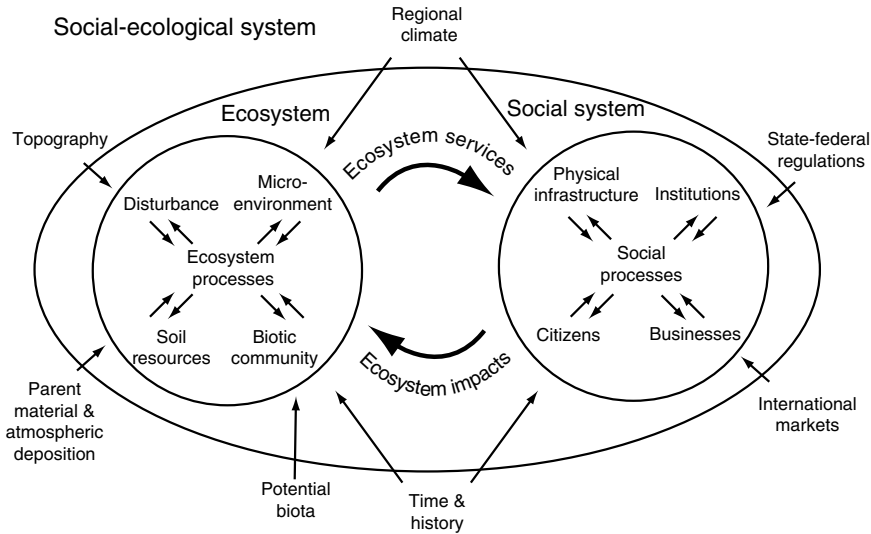 Social-ecological system
Regional
climate
Ecosystem
Social system
Topography
State-federal
regulations
Ecosystem services
Micro-
environment
Disturbance
Ecosystem
processes
Soil
resources
Biotic
community
Physical
infrastructure
Institutions
Social
processes
Citizens
Businesses
Ecosystem impacts
Parent
material &
atmospheric
deposition
Potential
biota
Time &
history
International
markets